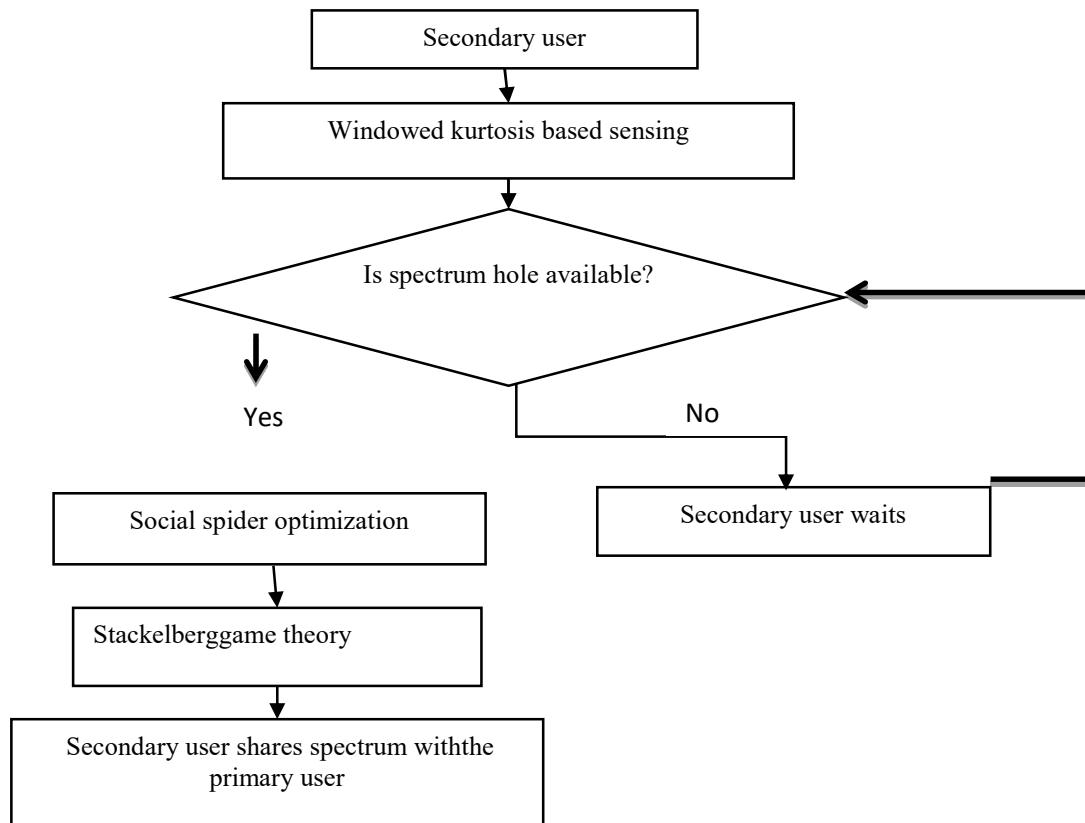 Secondary user
Windowed kurtosis based sensing
Is spectrum hole available?
Yes
No
Social spider optimization
Secondary user waits
Stackelberggame theory
Secondary user shares spectrum withthe
primary user